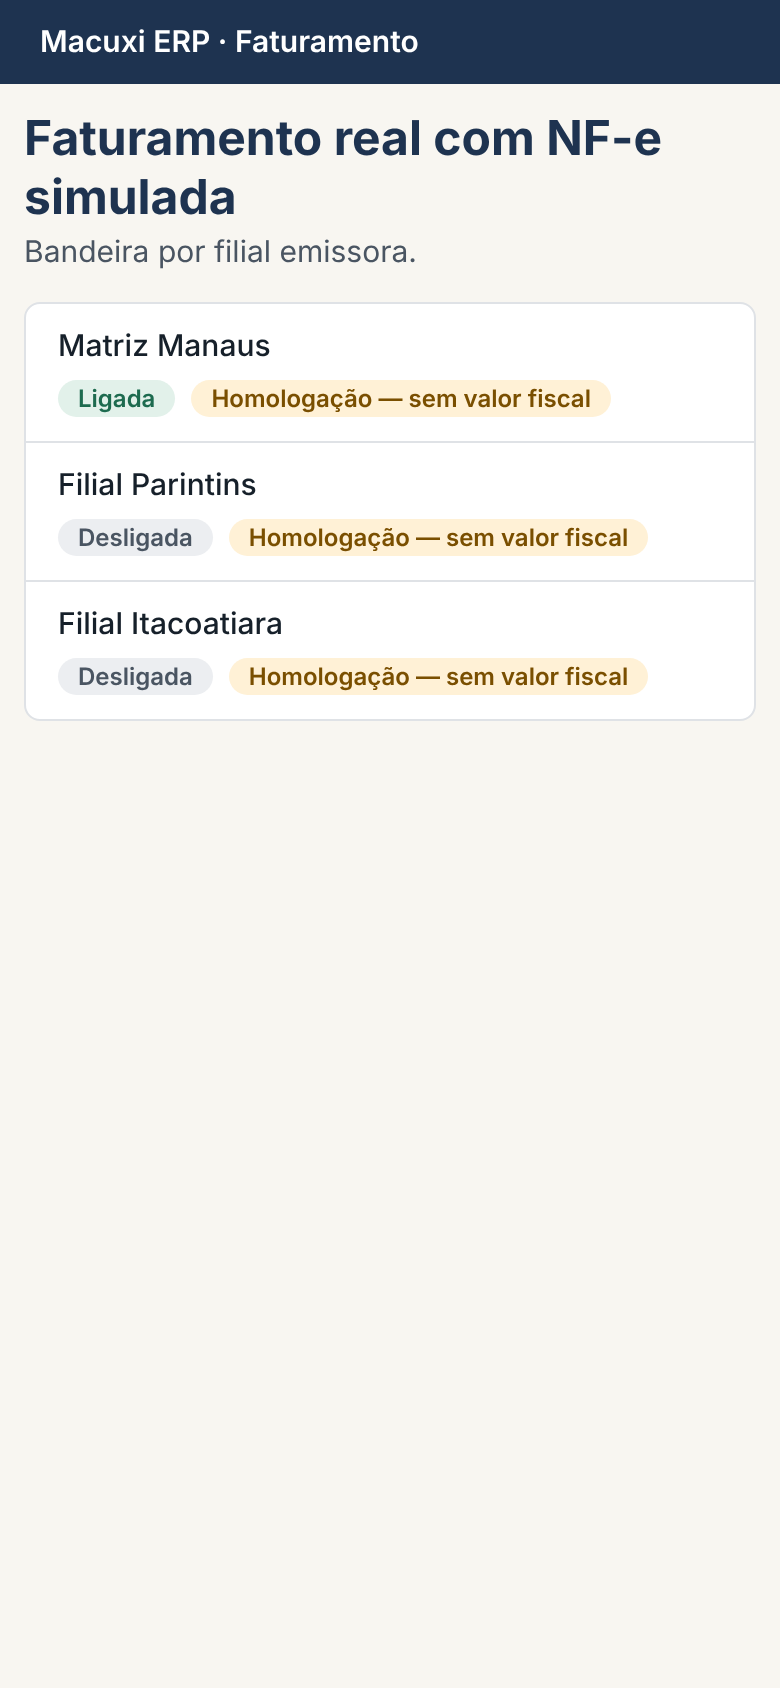 Macuxi ERP · Faturamento
Faturamento real com NF-e
simulada
Bandeira por filial emissora.
Matriz Manaus
Ligada
Homologação — sem valor fiscal
Filial Parintins
Desligada
Homologação — sem valor fiscal
Filial Itacoatiara
Desligada
Homologação — sem valor fiscal